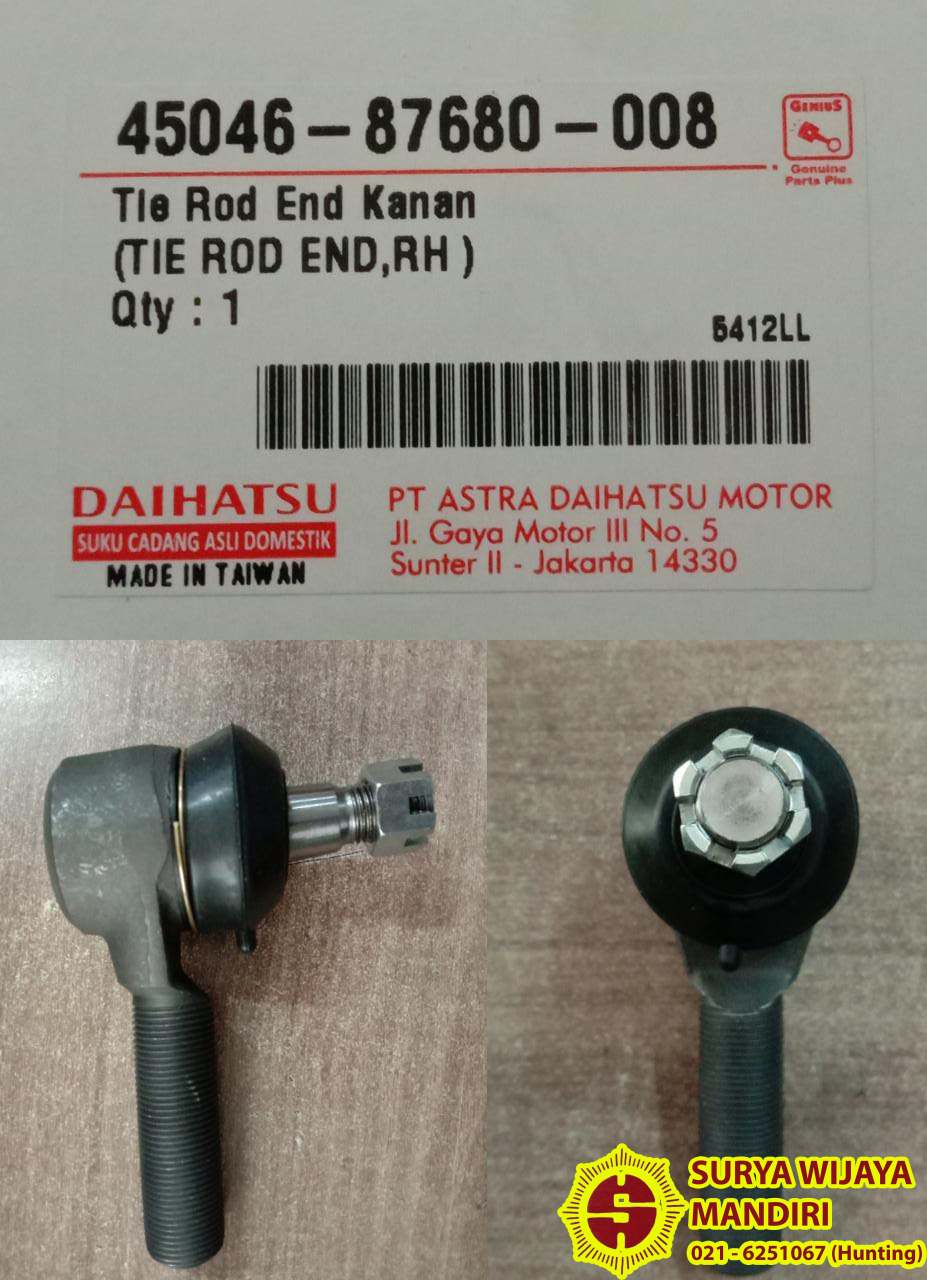 45046-87680-008
GENIUS
Genuine
Parts Plus
Tie Rod End Kanan
(TIE ROD END,RH )
Qty : 1
5412LL
DAIHATSU
SUKU CADANG ASLI DOMESTIK
MADE IN TAIWAN
PT ASTRA DAIHATSU MOTOR
Jl. Gaya Motor III No. 5
Sunter II - Jakarta 14330
SURYA WIJAYA
MANDIRI
021 - 6251067 (Hunting)